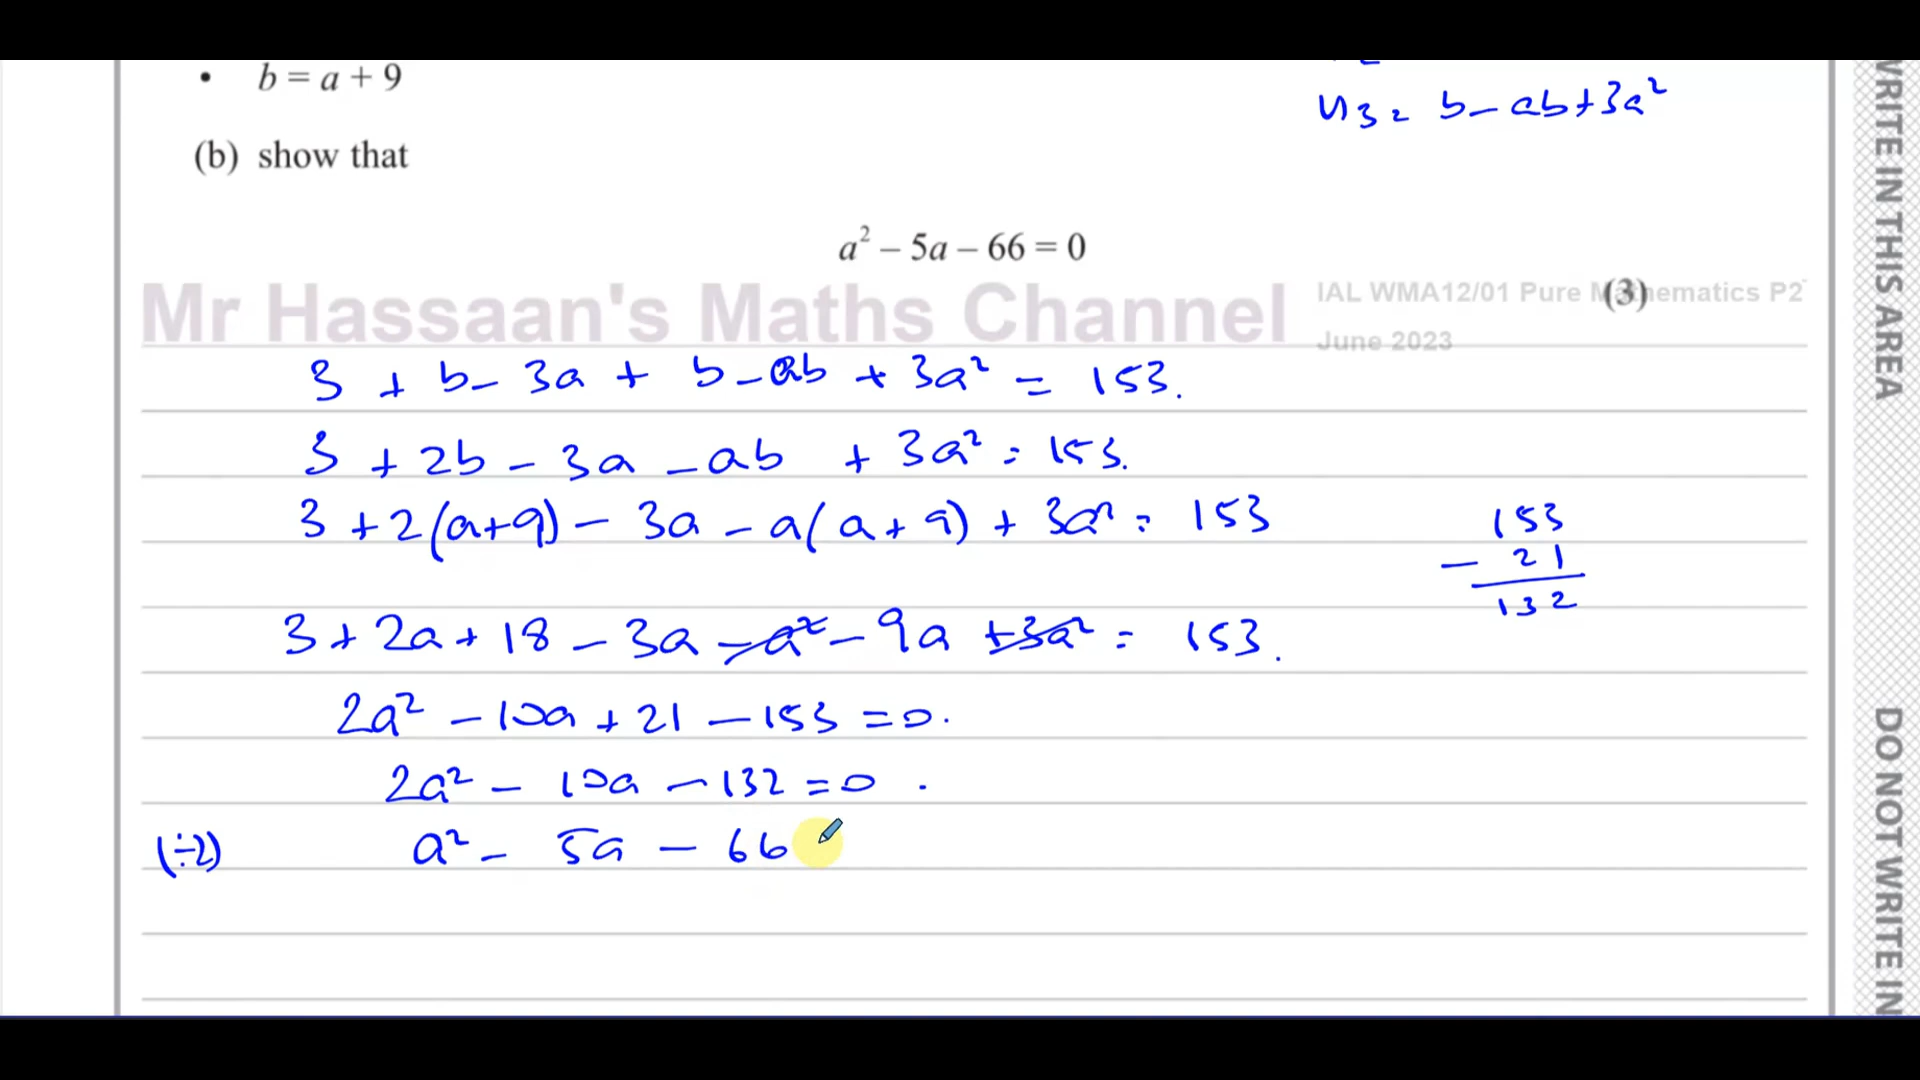 • b = a + 9
u3 = b - ab + 3a²
(b) show that
a² – 5a – 66 = 0
(3)
Mr Hassaan's Maths Channel
IAL WMA12/01 Pure Mathematics P2
June 2023
3 + b - 3a + b - ab + 3a² = 153.
3 + 2b - 3a - ab + 3a² = 153.
3 + 2(a+9) - 3a - a(a+9) + 3a² = 153
3 + 2a + 18 - 3a - a² - 9a + 3a² = 153.
2a² - 10a + 21 - 153 = 0.
2a² - 10a - 132 = 0.
(÷2) a² - 5a - 66
153
- 21
132
WRITE IN THIS AREA
DO NOT WRITE IN